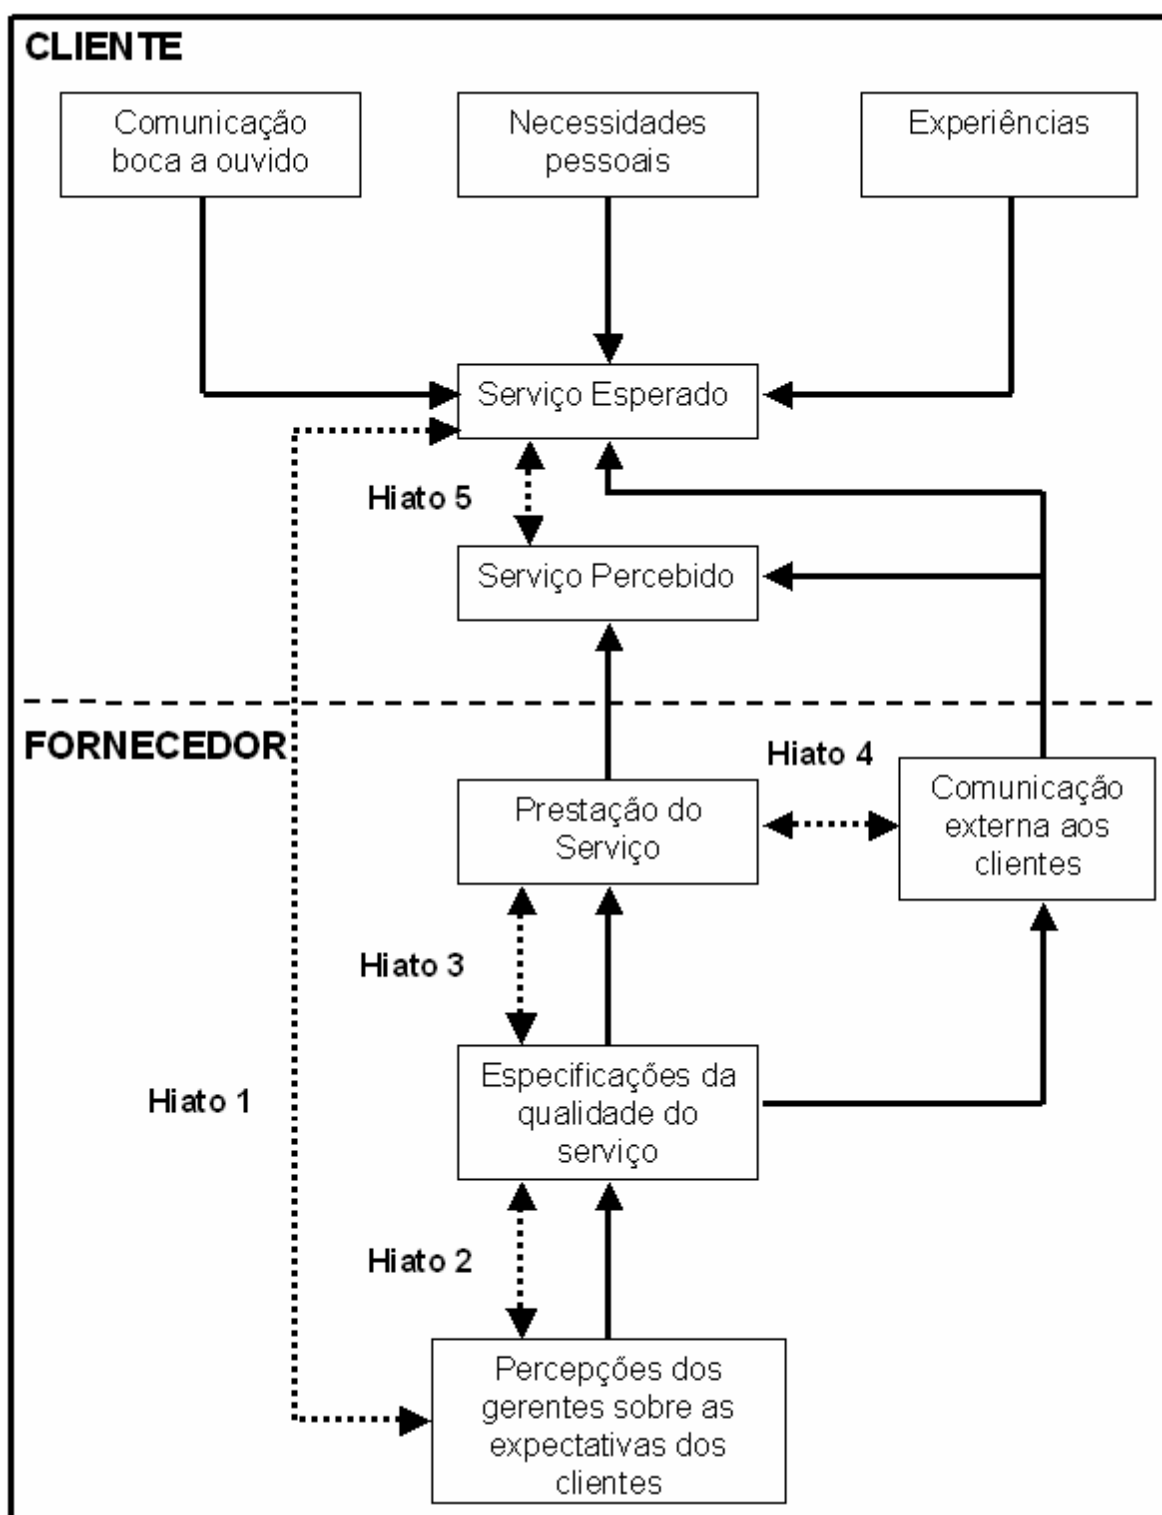 CLIENTE
Comunicação
boca a ouvido
Necessidades
pessoais
Experiências
Serviço Esperado
Hiato 5
Serviço Percebido
FORNECEDOR
Hiato 4
Prestação do
Serviço
Comunicação
externa aos
clientes
Hiato 3
Especificações da
qualidade do
serviço
Hiato 1
Hiato 2
Percepções dos
gerentes sobre as
expectativas dos
clientes